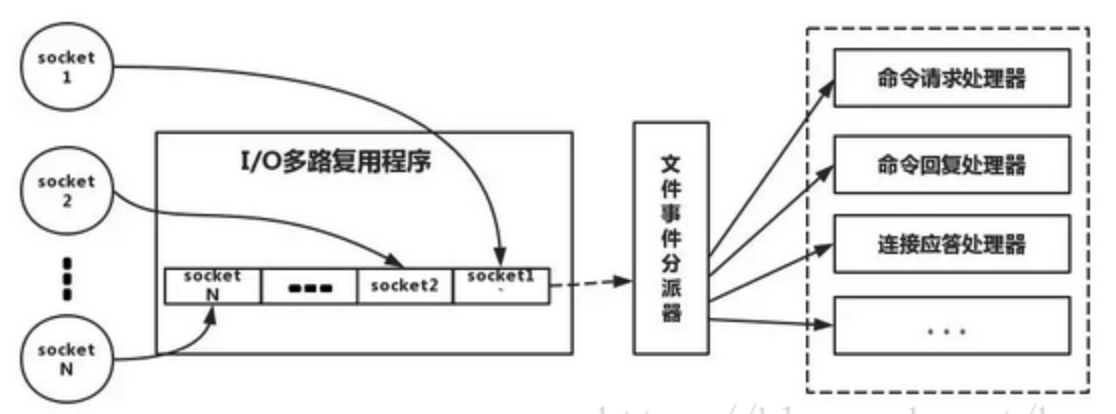 socket
1
socket
2
socket
N
I/O多路复用程序
socket
N
socket2
socket1
文
件
事
件
分
派
器
命令请求处理器
命令回复处理器
连接应答处理器
...